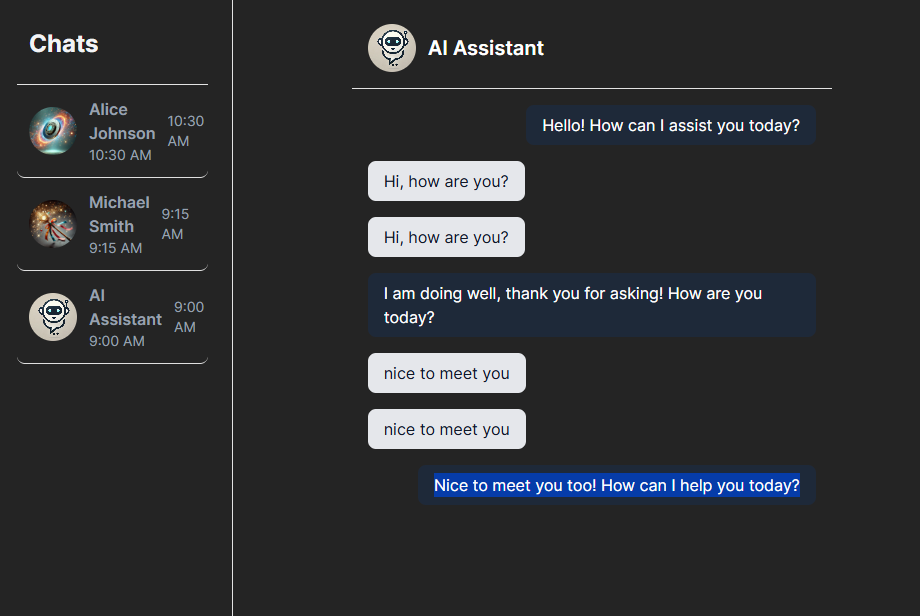 Chats
Alice
Johnson
10:30 AM
10:30
AM
Michael
Smith
9:15 AM
9:15
AM
AI
Assistant
9:00 AM
9:00
AM
AI Assistant
Hello! How can I assist you today?
Hi, how are you?
Hi, how are you?
I am doing well, thank you for asking! How are you
today?
nice to meet you
nice to meet you
Nice to meet you too! How can I help you today?